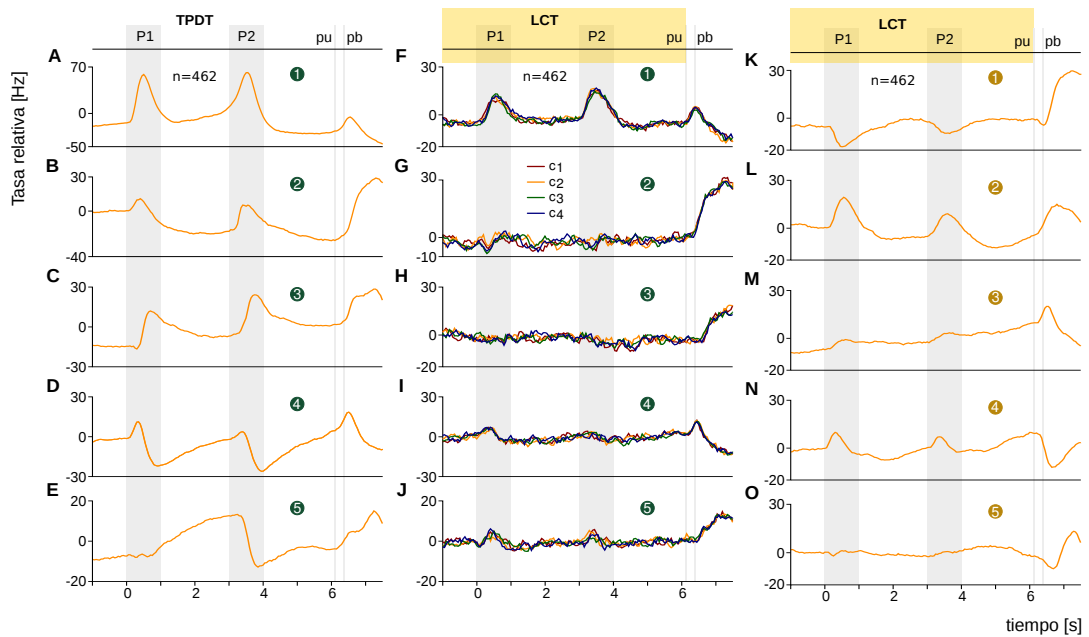 TPDT
P1 P2 pu pb
LCT
P1 P2 pu pb
LCT
P1 P2 pu pb
Tasa relativa [Hz]
A
70
0
-50
n=462
1
B
30
0
-40
2
C
30
0
-30
3
D
30
0
-30
4
E
20
0
-20
5
0 2 4 6
F
30
0
-20
n=462
1
G
30
0
-10
c1
c2
c3
c4
2
H
30
0
-20
3
I
30
0
-30
4
J
20
0
-20
5
0 2 4 6
K
30
0
-20
n=462
1
L
30
0
-20
2
M
30
0
-20
3
N
30
0
-20
4
O
20
0
-20
5
0 2 4 6
tiempo [s]